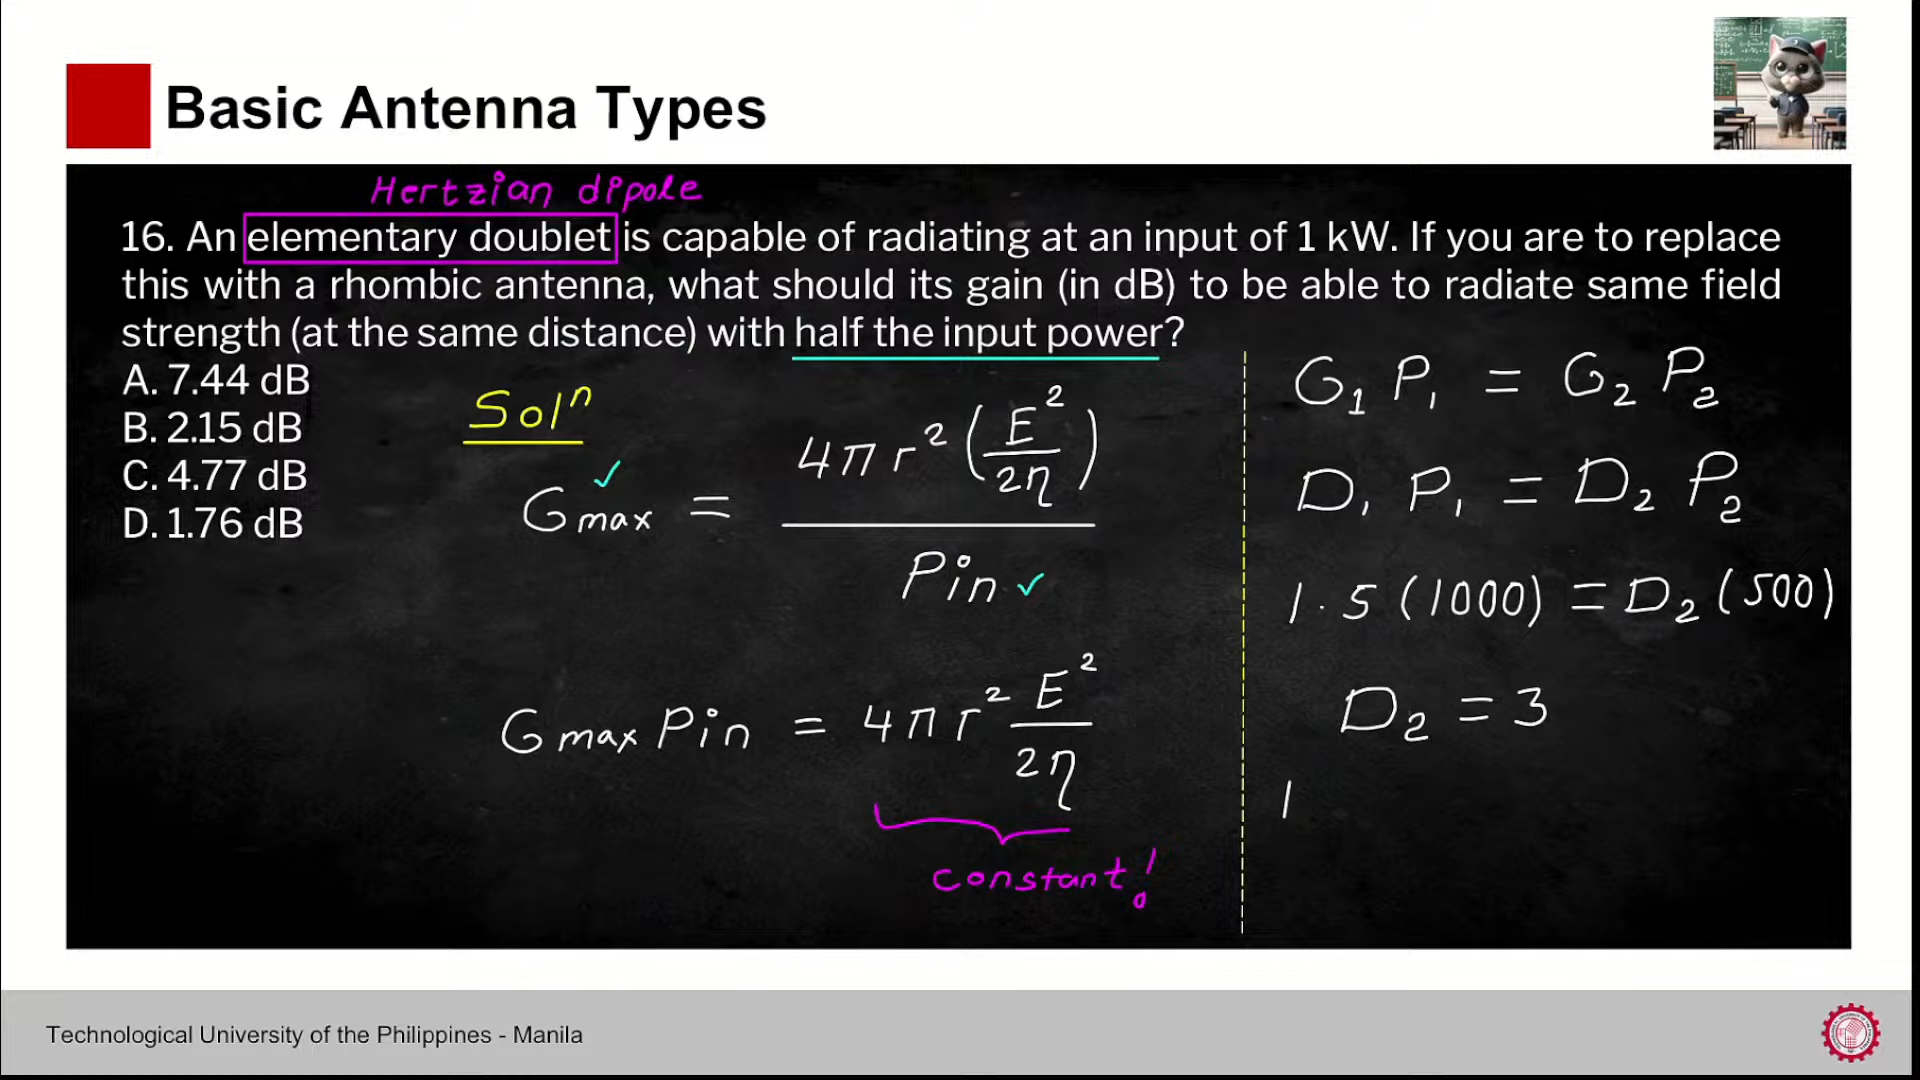 Basic Antenna Types
Hertzian dipole
16. An elementary doublet is capable of radiating at an input of 1 kW. If you are to replace
this with a rhombic antenna, what should its gain (in dB) to be able to radiate same field
strength (at the same distance) with half the input power?
A. 7.44 dB
B. 2.15 dB
C. 4.77 dB
D. 1.76 dB
Solⁿ
G max = 4πr² (E²/2η) / Pin
G max Pin = 4πr² E²/2η
constant!
G₁ P₁ = G₂ P₂
D₁ P₁ = D₂ P₂
1.5 (1000) = D₂ (500)
D₂ = 3
Technological University of the Philippines - Manila